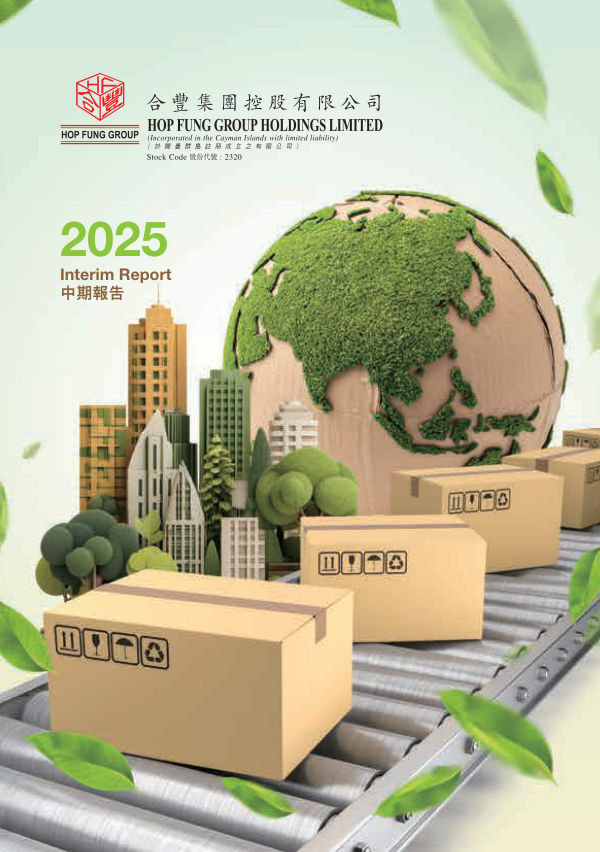 合豐集團控股有限公司
HOP FUNG GROUP HOLDINGS LIMITED
(Incorporated in the Cayman Islands with limited liability)
(於開曼群島註冊成立之有限公司)
Stock Code 股份代號 : 2320
HOP FUNG GROUP
2025
Interim Report
中期報告